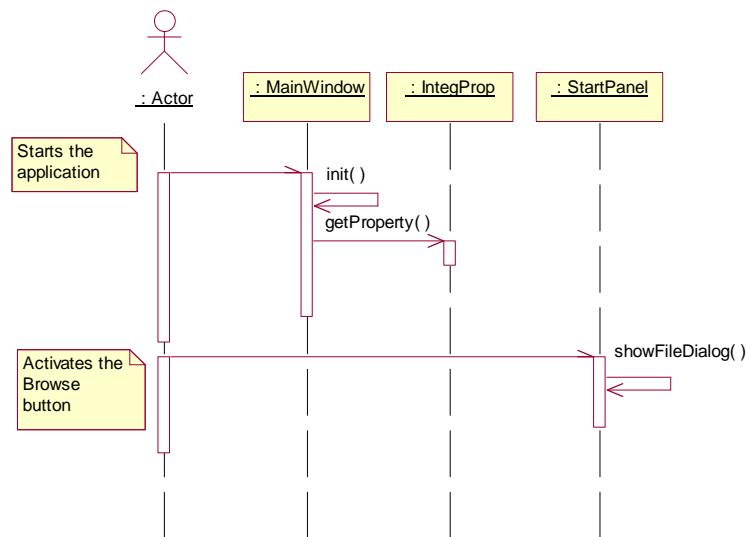 : Actor
: MainWindow
: IntegProp
: StartPanel
Starts the
application
init( )
getProperty( )
Activates the
Browse
button
showFileDialog( )